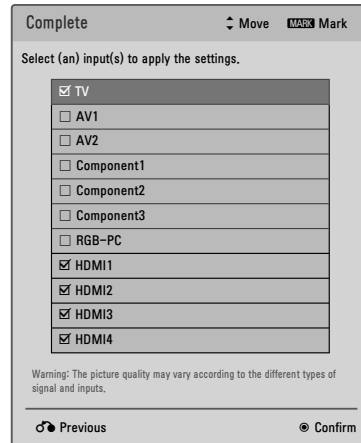 Complete Move MARK Mark
Select (an) input(s) to apply the settings.
TV
AV1
AV2
Component1
Component2
Component3
RGB-PC
HDMI1
HDMI2
HDMI3
HDMI4
Warning: The picture quality may vary according to the different types of
signal and inputs.
Previous Confirm